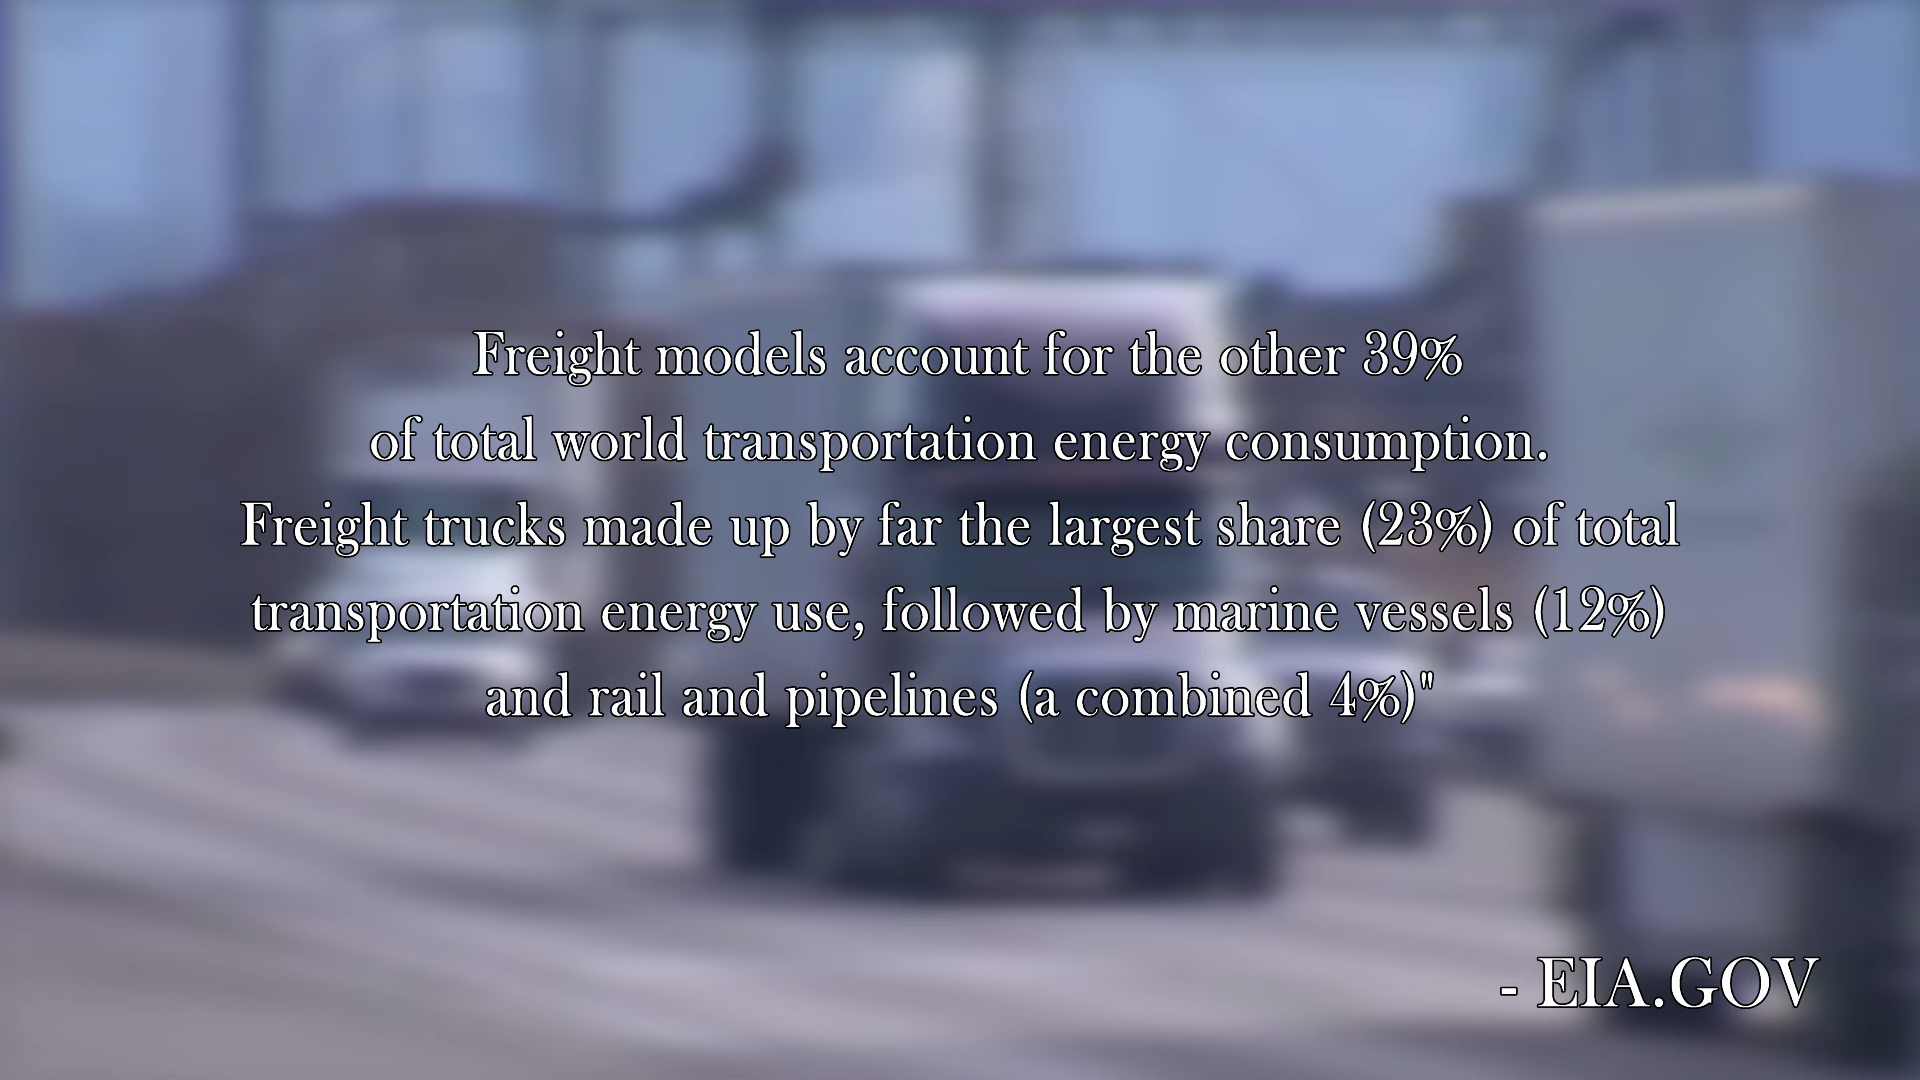 Freight models account for the other 39%
of total world transportation energy consumption.
Freight trucks made up by far the largest share (23%) of total
transportation energy use, followed by marine vessels (12%)
and rail and pipelines (a combined 4%)"
- EIA.GOV